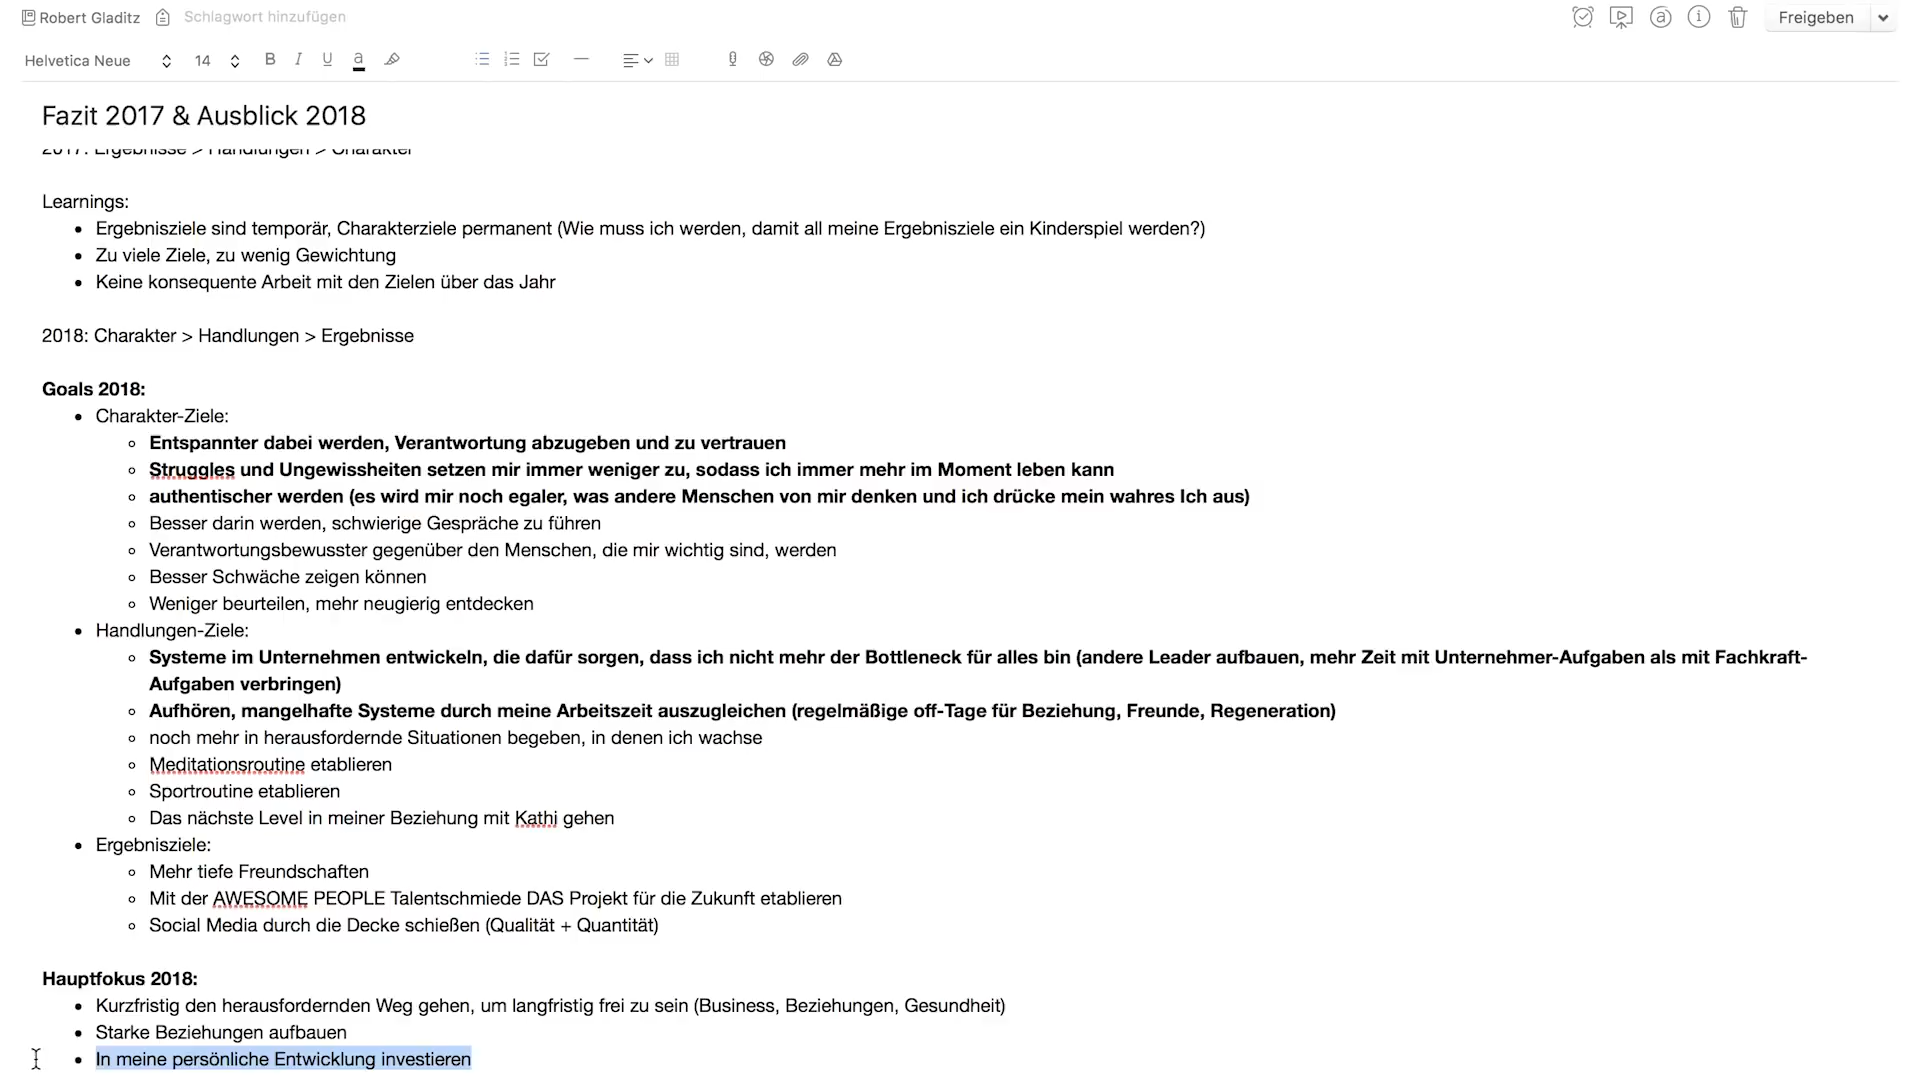 Robert Gladitz Schlagwort hinzufügen Freigeben
Helvetica Neue 14 B I U a
Fazit 2017 & Ausblick 2018
2017: Ergebnisse > Handlungen > Charakter
Learnings:
• Ergebnisziele sind temporär, Charakterziele permanent (Wie muss ich werden, damit all meine Ergebnisziele ein Kinderspiel werden?)
• Zu viele Ziele, zu wenig Gewichtung
• Keine konsequente Arbeit mit den Zielen über das Jahr
2018: Charakter > Handlungen > Ergebnisse
Goals 2018:
• Charakter-Ziele:
◦ Entspannter dabei werden, Verantwortung abzugeben und zu vertrauen
◦ Struggles und Ungewissheiten setzen mir immer weniger zu, sodass ich immer mehr im Moment leben kann
◦ authentischer werden (es wird mir noch egaler, was andere Menschen von mir denken und ich drücke mein wahres Ich aus)
◦ Besser darin werden, schwierige Gespräche zu führen
◦ Verantwortungsbewusster gegenüber den Menschen, die mir wichtig sind, werden
◦ Besser Schwäche zeigen können
◦ Weniger beurteilen, mehr neugierig entdecken
• Handlungen-Ziele:
◦ Systeme im Unternehmen entwickeln, die dafür sorgen, dass ich nicht mehr der Bottleneck für alles bin (andere Leader aufbauen, mehr Zeit mit Unternehmer-Aufgaben als mit Fachkraft-
Aufgaben verbringen)
◦ Aufhören, mangelhafte Systeme durch meine Arbeitszeit auszugleichen (regelmäßige off-Tage für Beziehung, Freunde, Regeneration)
◦ noch mehr in herausfordernde Situationen begeben, in denen ich wachse
◦ Meditationsroutine etablieren
◦ Sportroutine etablieren
◦ Das nächste Level in meiner Beziehung mit Kathi gehen
• Ergebnisziele:
◦ Mehr tiefe Freundschaften
◦ Mit der AWESOME PEOPLE Talentschmiede DAS Projekt für die Zukunft etablieren
◦ Social Media durch die Decke schießen (Qualität + Quantität)
Hauptfokus 2018:
• Kurzfristig den herausfordernden Weg gehen, um langfristig frei zu sein (Business, Beziehungen, Gesundheit)
• Starke Beziehungen aufbauen
• In meine persönliche Entwicklung investieren